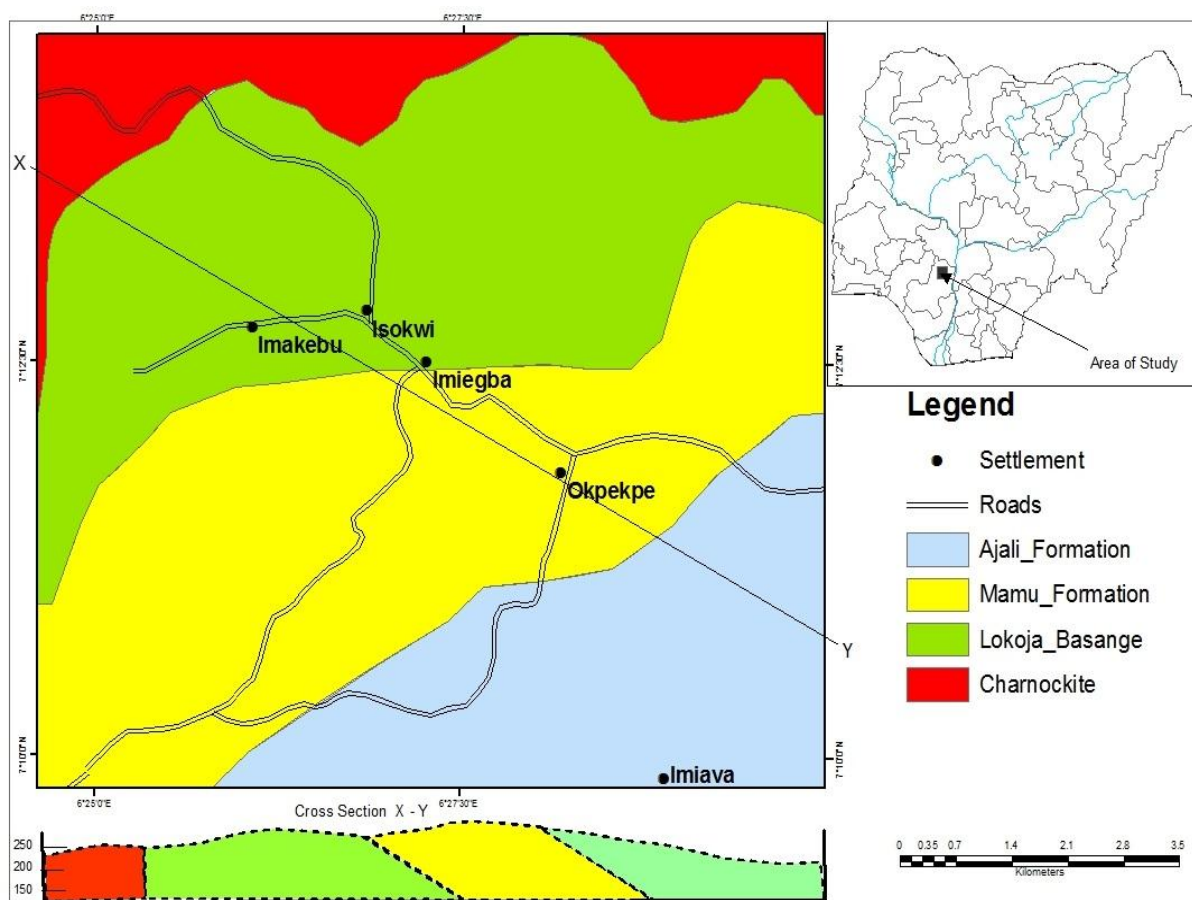 6°25'0"E
6°27'30"E
X
Isokwi
Imakebu
Imiegba
7°12'30"N
7°12'30"N
Okpekpe
Y
7°10'0"N
7°10'0"N
Imiava
6°25'0"E
6°27'30"E
Area of Study
Legend
Settlement
Roads
Ajali_Formation
Mamu_Formation
Lokoja_Basange
Charnockite
Cross Section X - Y
250
200
150
0 0.35 0.7 1.4 2.1 2.8 3.5
Kilometers